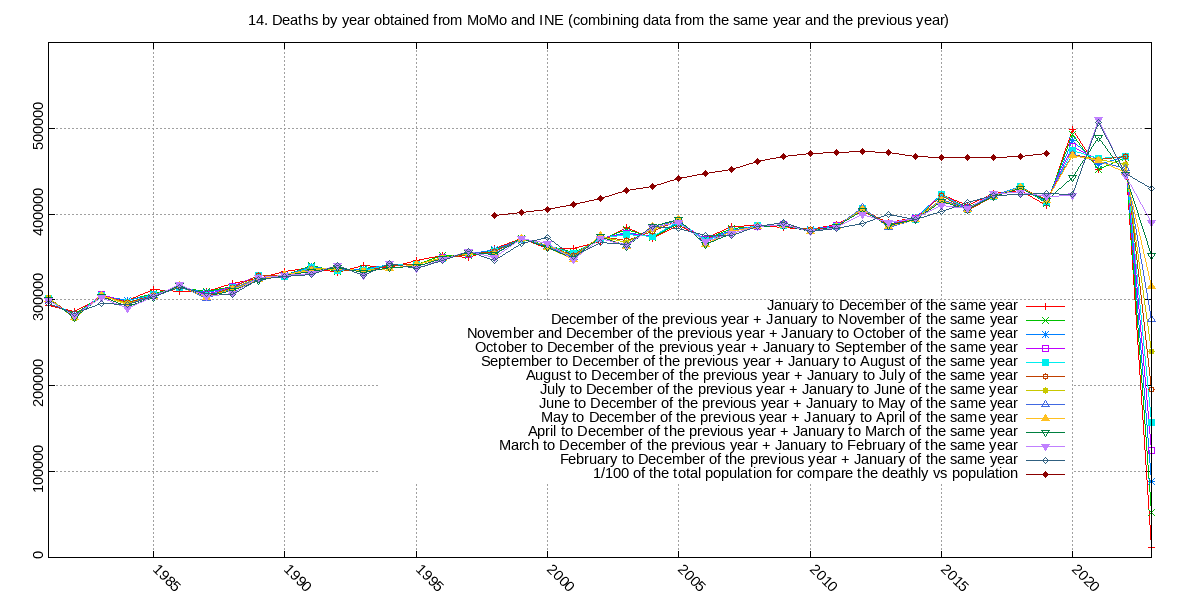 14. Deaths by year obtained from MoMo and INE (combining data from the same year and the previous year)
500000
400000
300000
200000
100000
0
January to December of the same year
December of the previous year + January to November of the same year
November and December of the previous year + January to October of the same year
October to December of the previous year + January to September of the same year
September to December of the previous year + January to August of the same year
August to December of the previous year + January to July of the same year
July to December of the previous year + January to June of the same year
June to December of the previous year + January to May of the same year
May to December of the previous year + January to April of the same year
April to December of the previous year + January to March of the same year
March to December of the previous year + January to February of the same year
February to December of the previous year + January of the same year
1/100 of the total population for compare the deathly vs population
1985
1990
1995
2000
2005
2010
2015
2020